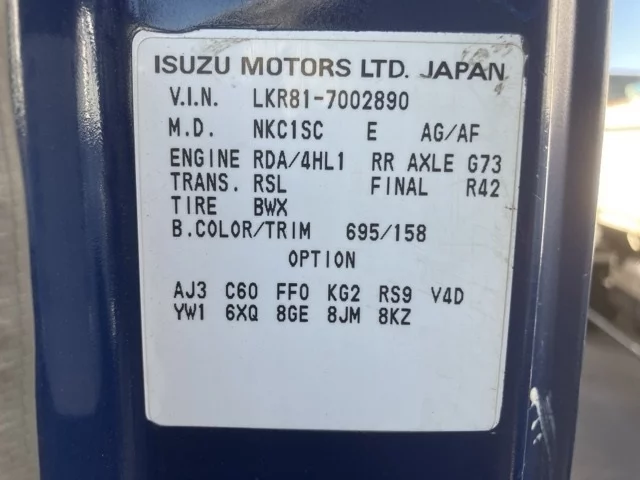 ISUZU MOTORS LTD. JAPAN
V.I.N. LKR81-7002890
M.D. NKC1SC E AG/AF
ENGINE RDA/4HL1 RR AXLE G73
TRANS. RSL FINAL R42
TIRE BWX
B.COLOR/TRIM 695/158
OPTION
AJ3 C60 FF0 KG2 RS9 V4D
YW1 6XQ 8GE 8JM 8KZ